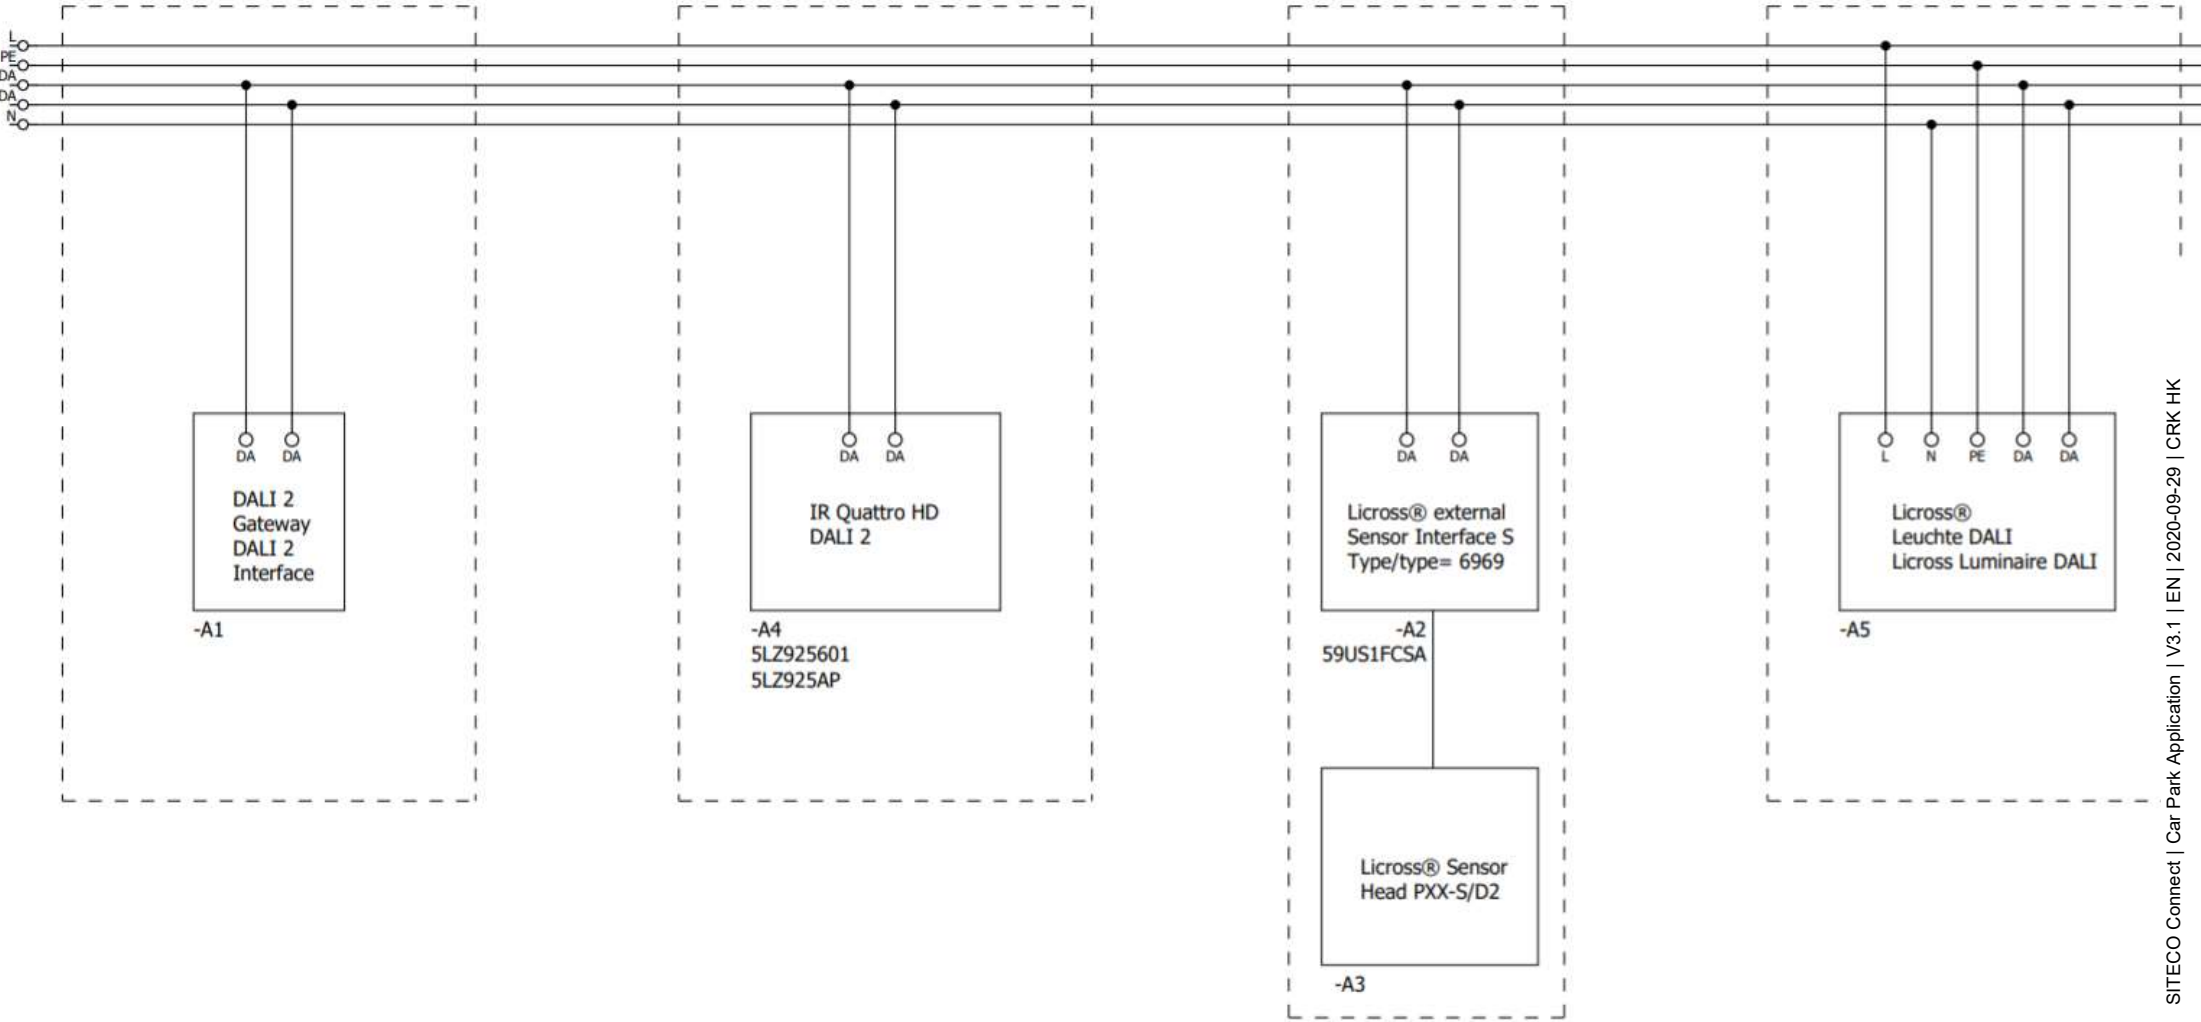 L
PE
DA
DA
N
DA DA
DALI 2
Gateway
DALI 2
Interface
-A1
DA DA
IR Quattro HD
DALI 2
-A4
5LZ925601
5LZ925AP
DA DA
Licross® external
Sensor Interface S
Type/type= 6969
-A2
59US1FCSA
Licross® Sensor
Head PXX-S/D2
-A3
L N PE DA DA
Licross®
Leuchte DALI
Licross Luminaire DALI
-A5
SITECO Connect | Car Park Application | V3.1 | EN | 2020-09-29 | CRK HK